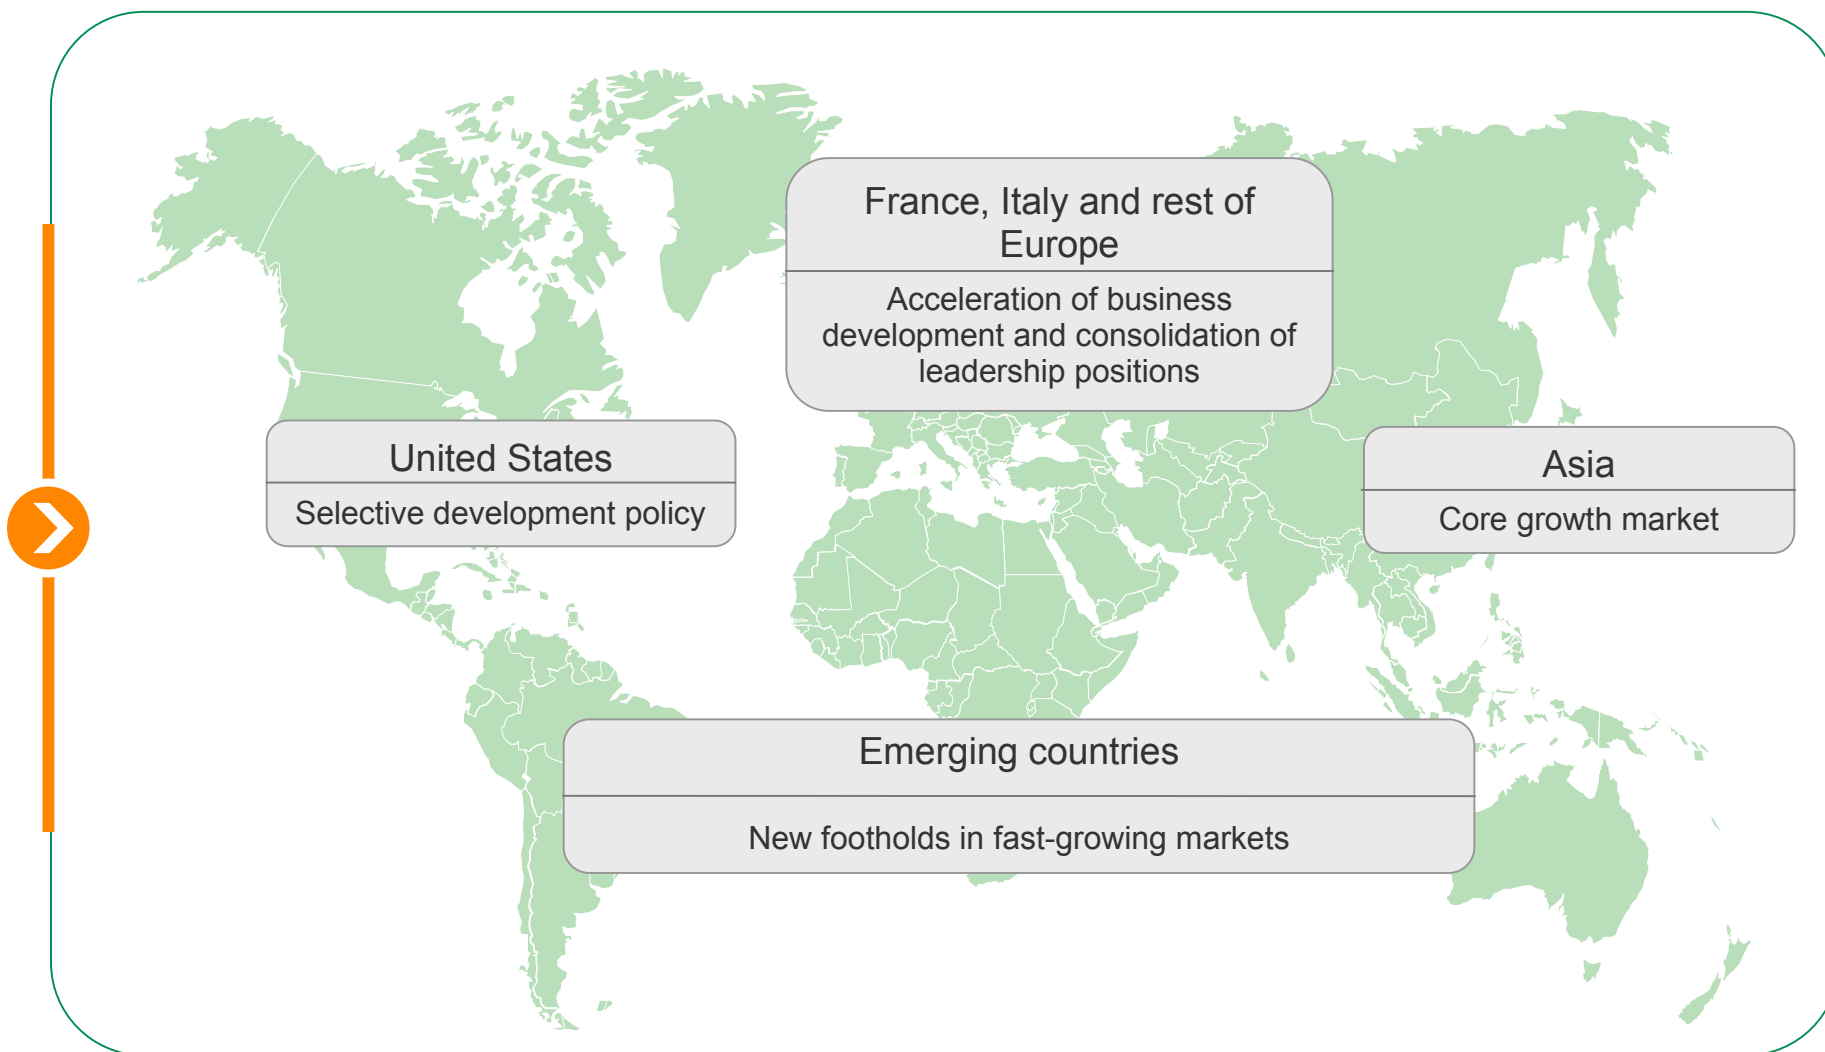 France, Italy and rest of
Europe
Acceleration of business
development and consolidation of
leadership positions
United States
Selective development policy
Asia
Core growth market
Emerging countries
New footholds in fast-growing markets